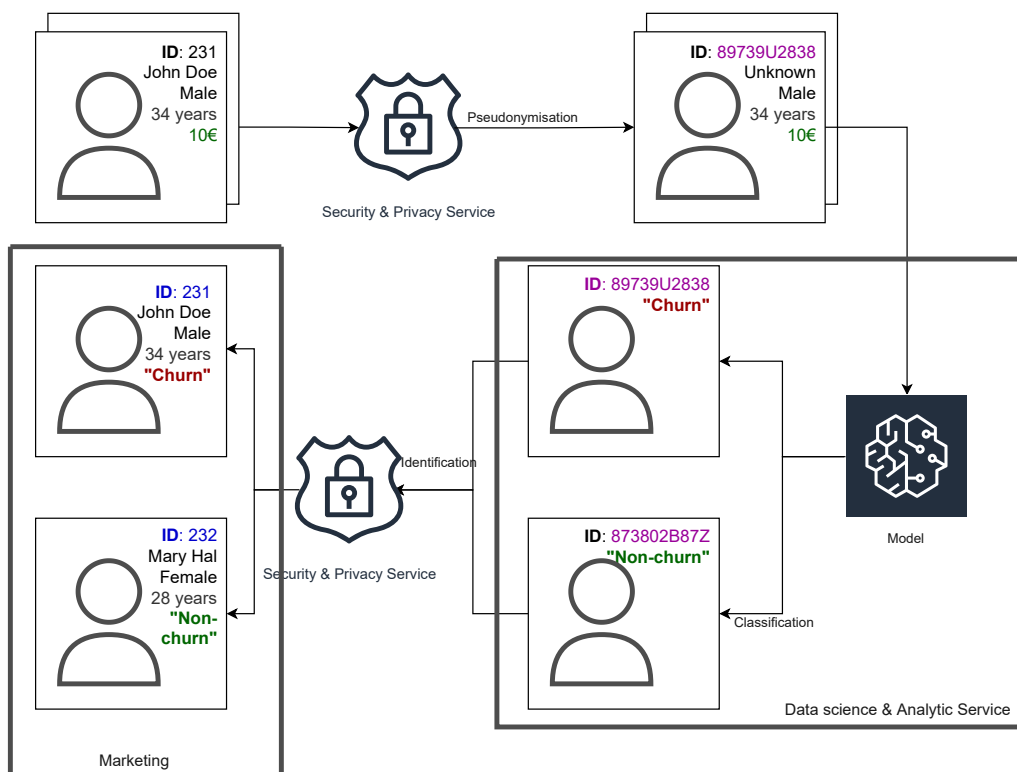 ID: 231
John Doe
Male
34 years
10€
Security & Privacy Service
Pseudonymisation
ID: 89739U2838
Unknown
Male
34 years
10€
ID: 231
John Doe
Male
34 years
"Churn"
ID: 232
Mary Hal
Female
28 years
"Non-
churn"
Marketing
Identification
Security & Privacy Service
ID: 89739U2838
"Churn"
ID: 873802B87Z
"Non-churn"
Classification
Model
Data science & Analytic Service